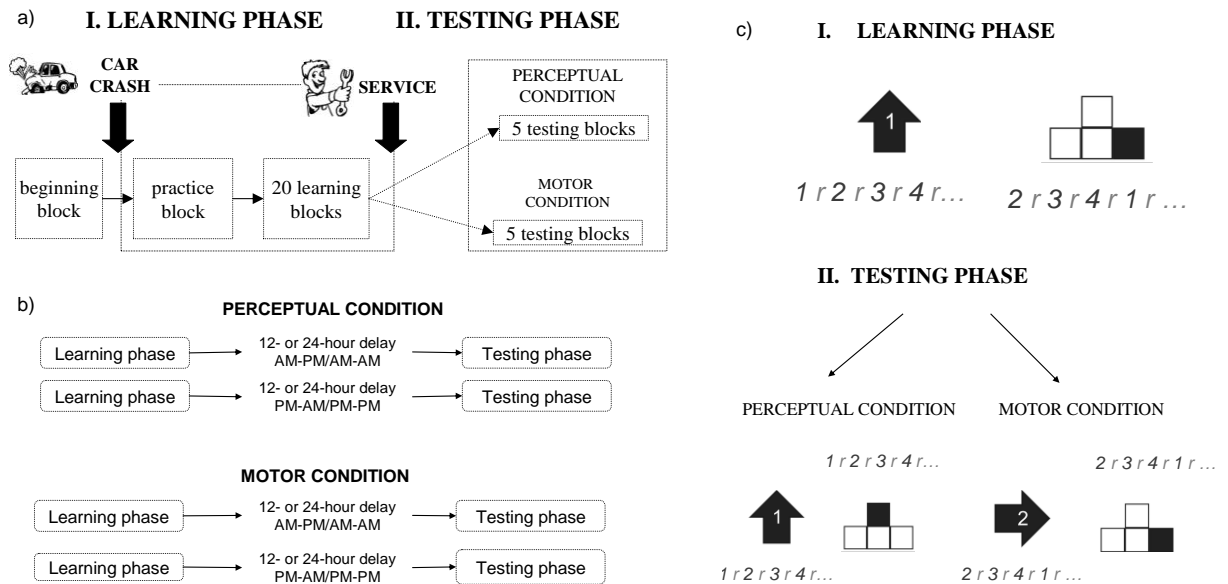 a)
I. LEARNING PHASE
II. TESTING PHASE
CAR
CRASH
SERVICE
PERCEPTUAL
CONDITION
5 testing blocks
beginning
block
practice
block
20 learning
blocks
MOTOR
CONDITION
5 testing blocks
b)
PERCEPTUAL CONDITION
Learning phase
12- or 24-hour delay
AM-PM/AM-AM
Testing phase
Learning phase
12- or 24-hour delay
PM-AM/PM-PM
Testing phase
MOTOR CONDITION
Learning phase
12- or 24-hour delay
AM-PM/AM-AM
Testing phase
Learning phase
12- or 24-hour delay
PM-AM/PM-PM
Testing phase
c)
I. LEARNING PHASE
1
1 r 2 r 3 r 4 r...
2 r 3 r 4 r 1 r ...
II. TESTING PHASE
PERCEPTUAL CONDITION
MOTOR CONDITION
1 r 2 r 3 r 4 r...
2 r 3 r 4 r 1 r ...
1
2
1 r 2 r 3 r 4 r...
2 r 3 r 4 r 1 r ...